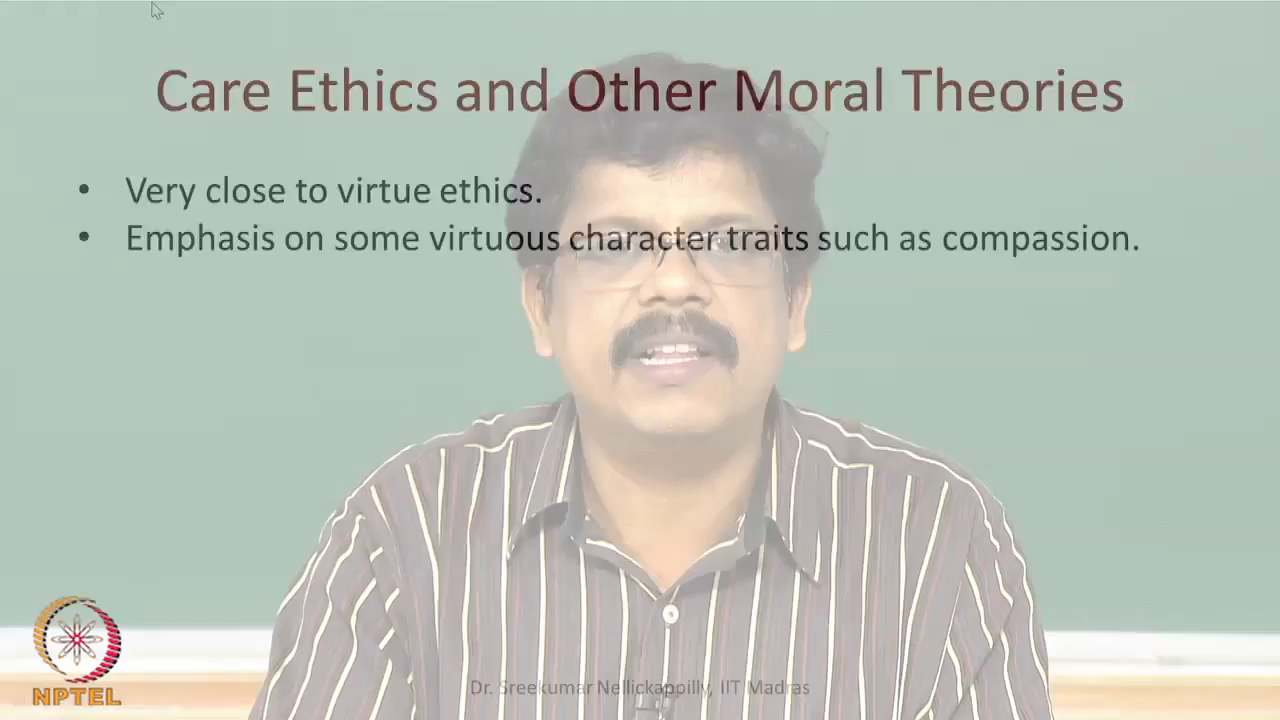 Care Ethics and Other Moral Theories
• Very close to virtue ethics.
• Emphasis on some virtuous character traits such as compassion.
Dr. Sreekumar Nellickappilly, IIT Madras
NPTEL